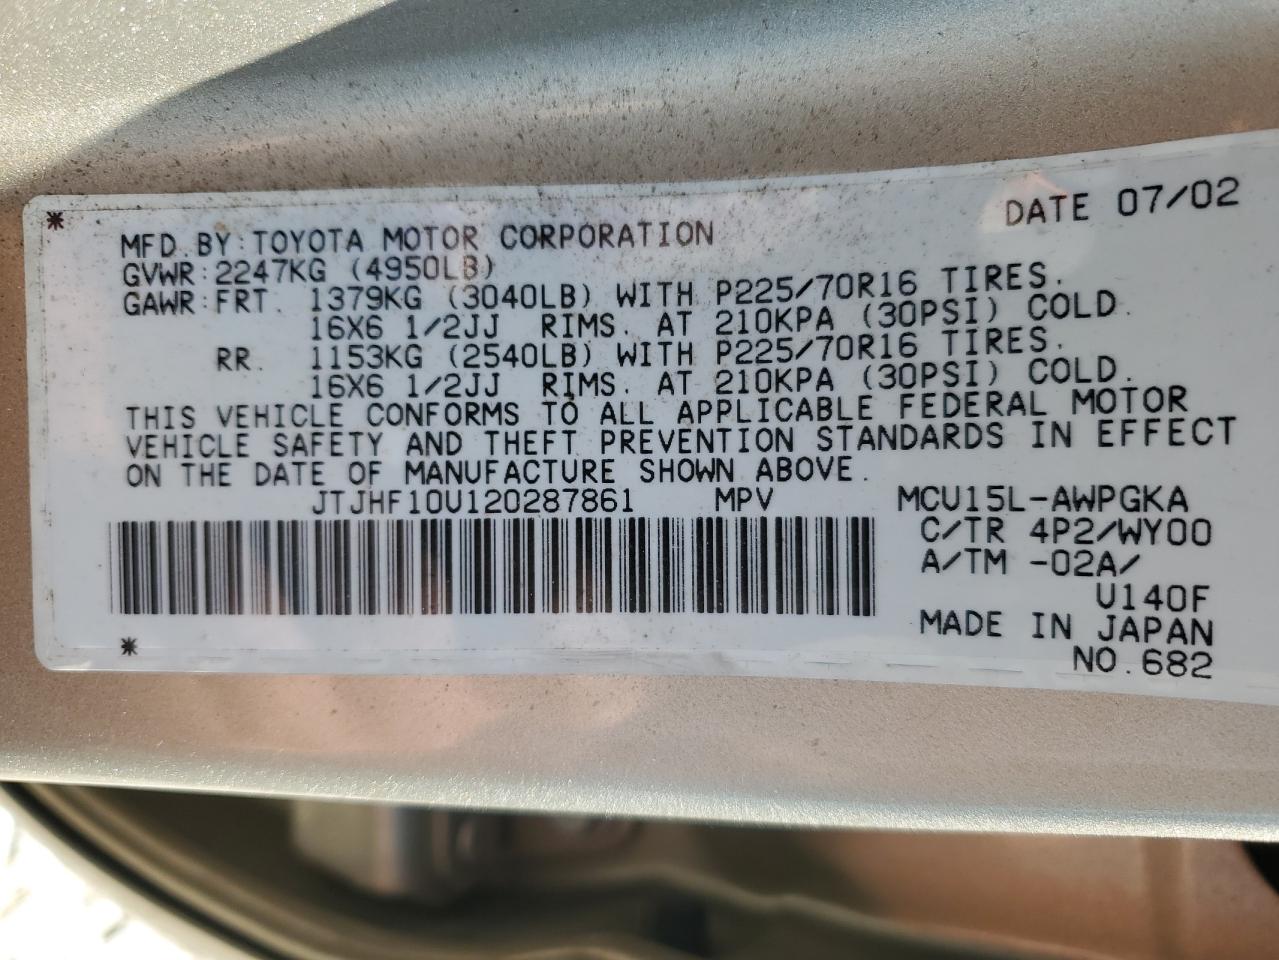 DATE 07/02
MFD. BY: TOYOTA MOTOR CORPORATION
GVWR: 2247KG (4950LB)
GAWR: FRT. 1379KG (3040LB) WITH P225/70R16 TIRES.
16X6 1/2JJ RIMS. AT 210KPA (30PSI) COLD.
RR. 1153KG (2540LB) WITH P225/70R16 TIRES.
16X6 1/2JJ RIMS. AT 210KPA (30PSI) COLD.
THIS VEHICLE CONFORMS TO ALL APPLICABLE FEDERAL MOTOR
VEHICLE SAFETY AND THEFT PREVENTION STANDARDS IN EFFECT
ON THE DATE OF MANUFACTURE SHOWN ABOVE.
JTJHF10U120287861 MPV MCU15L-AWPGKA
C/TR 4P2/WY00
A/TM -02A/
U140F
MADE IN JAPAN
NO.682